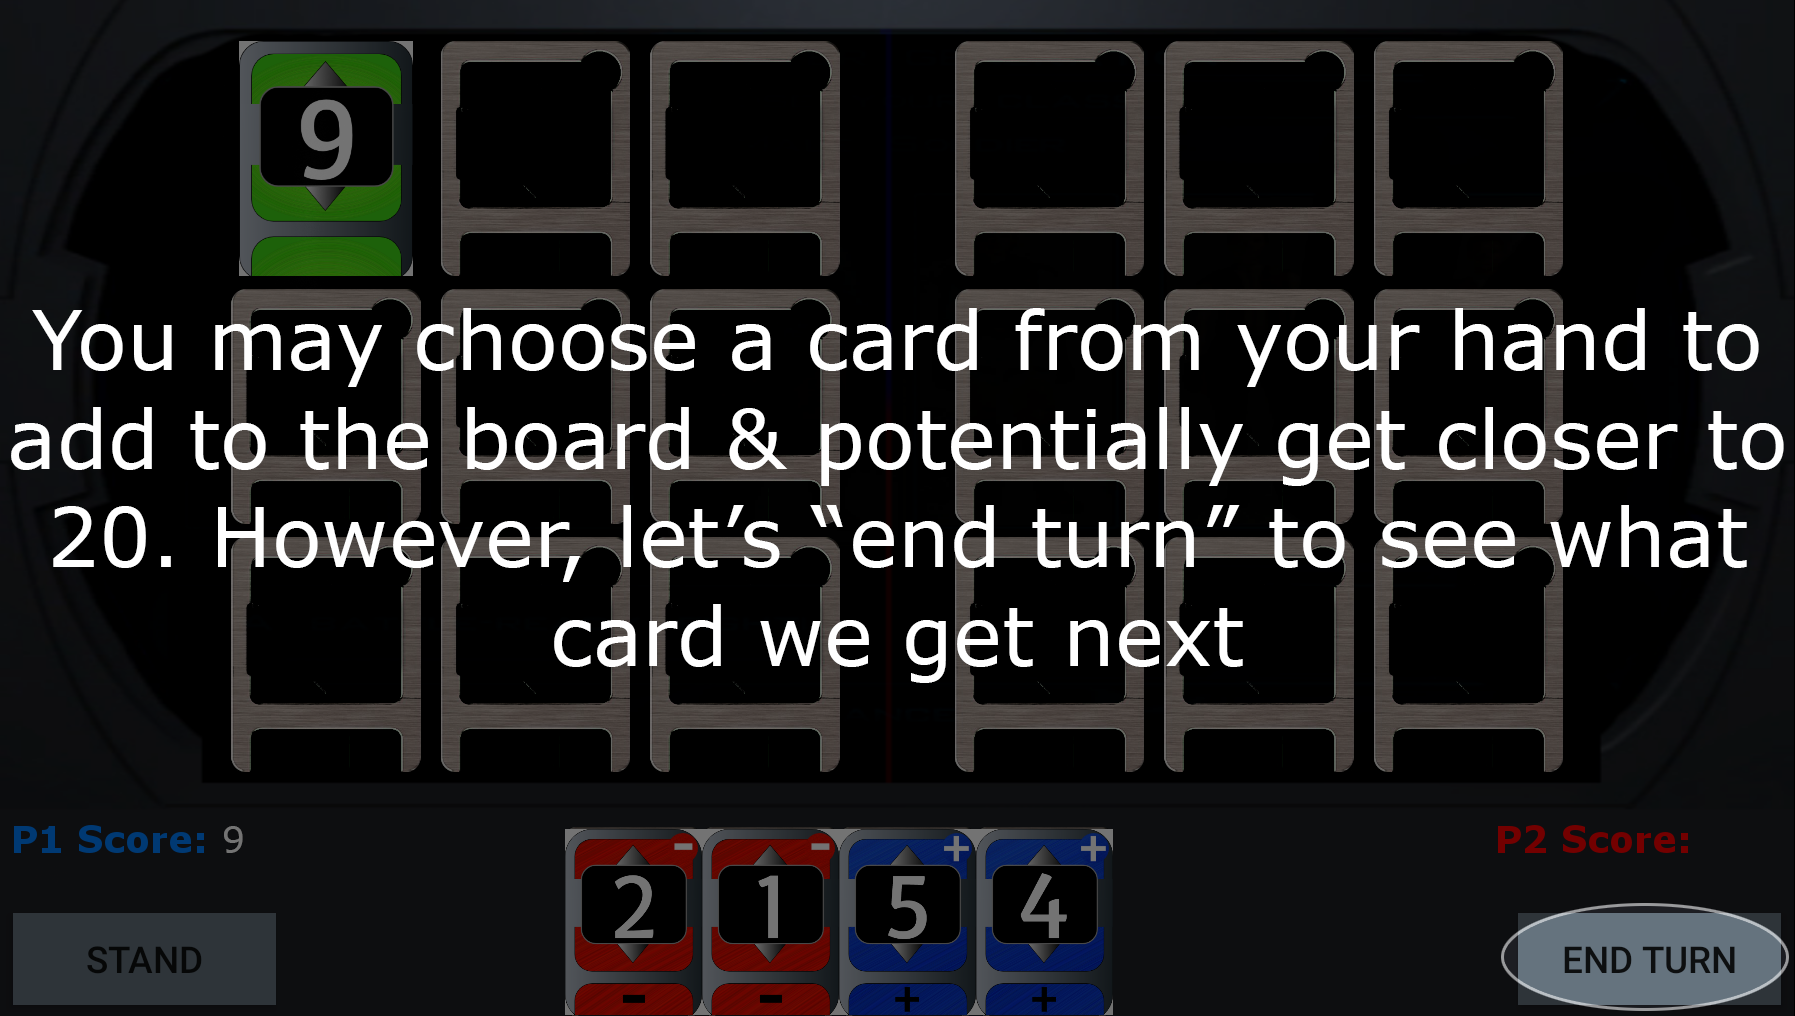 9
You may choose a card from your hand to
add to the board & potentially get closer to
20. However, let’s “end turn” to see what
card we get next
P1 Score: 9
P2 Score:
- - + +
2 1 5 4
- - + +
STAND
END TURN